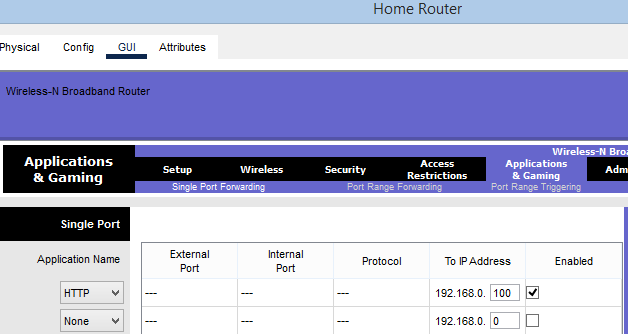 Home Router
Physical Config GUI Attributes
Wireless-N Broadband Router
Wireless-N
Applications & Gaming
Setup Wireless Security Access Restrictions Applications & Gaming
Single Port Forwarding Port Range Forwarding Port Range Triggering
Single Port
Application Name External Port Internal Port Protocol To IP Address Enabled
HTTP --- --- --- 192.168.0. 100
None --- --- --- 192.168.0. 0